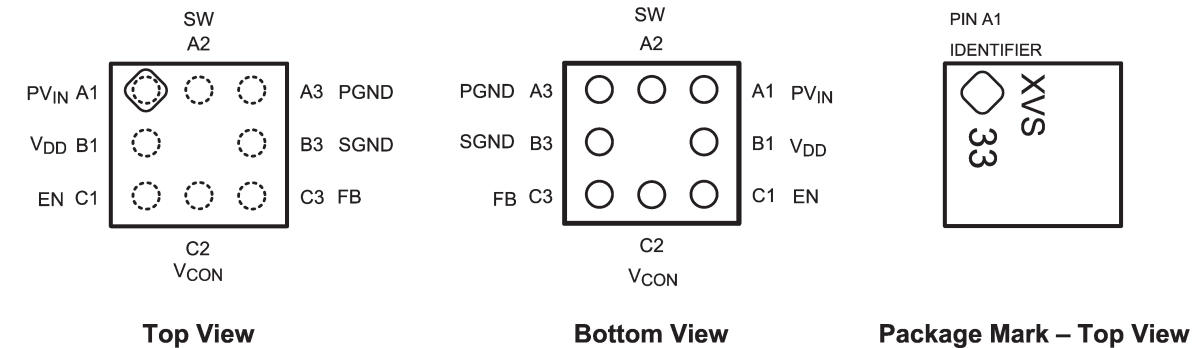 SW
A2
PVIN A1
A3 PGND
VDD B1
B3 SGND
EN C1
C3 FB
C2
VCON
Top View
SW
A2
PGND A3
A1 PVIN
SGND B3
B1 VDD
FB C3
C1 EN
C2
VCON
Bottom View
PIN A1
IDENTIFIER
XVS
33
Package Mark – Top View